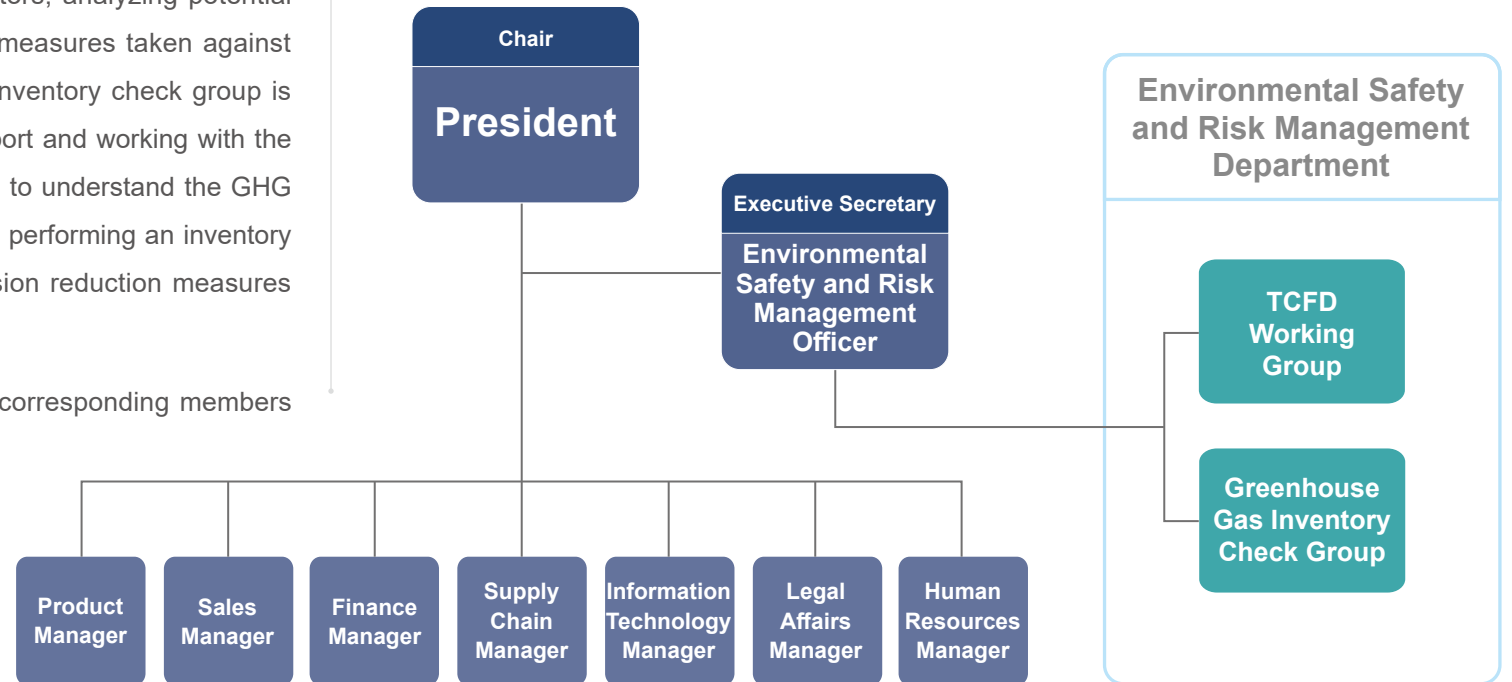 analyzing potential
measures taken against
inventory check group is
and working with the
to understand the GHG
performing an inventory
reduction measures
corresponding members
Chair
President
Executive Secretary
Environmental
Safety and Risk
Management
Officer
Environmental Safety
and Risk Management
Department
TCFD
Working
Group
Greenhouse
Gas Inventory
Check Group
Product
Manager
Sales
Manager
Finance
Manager
Supply
Chain
Manager
Information
Technology
Manager
Legal
Affairs
Manager
Human
Resources
Manager